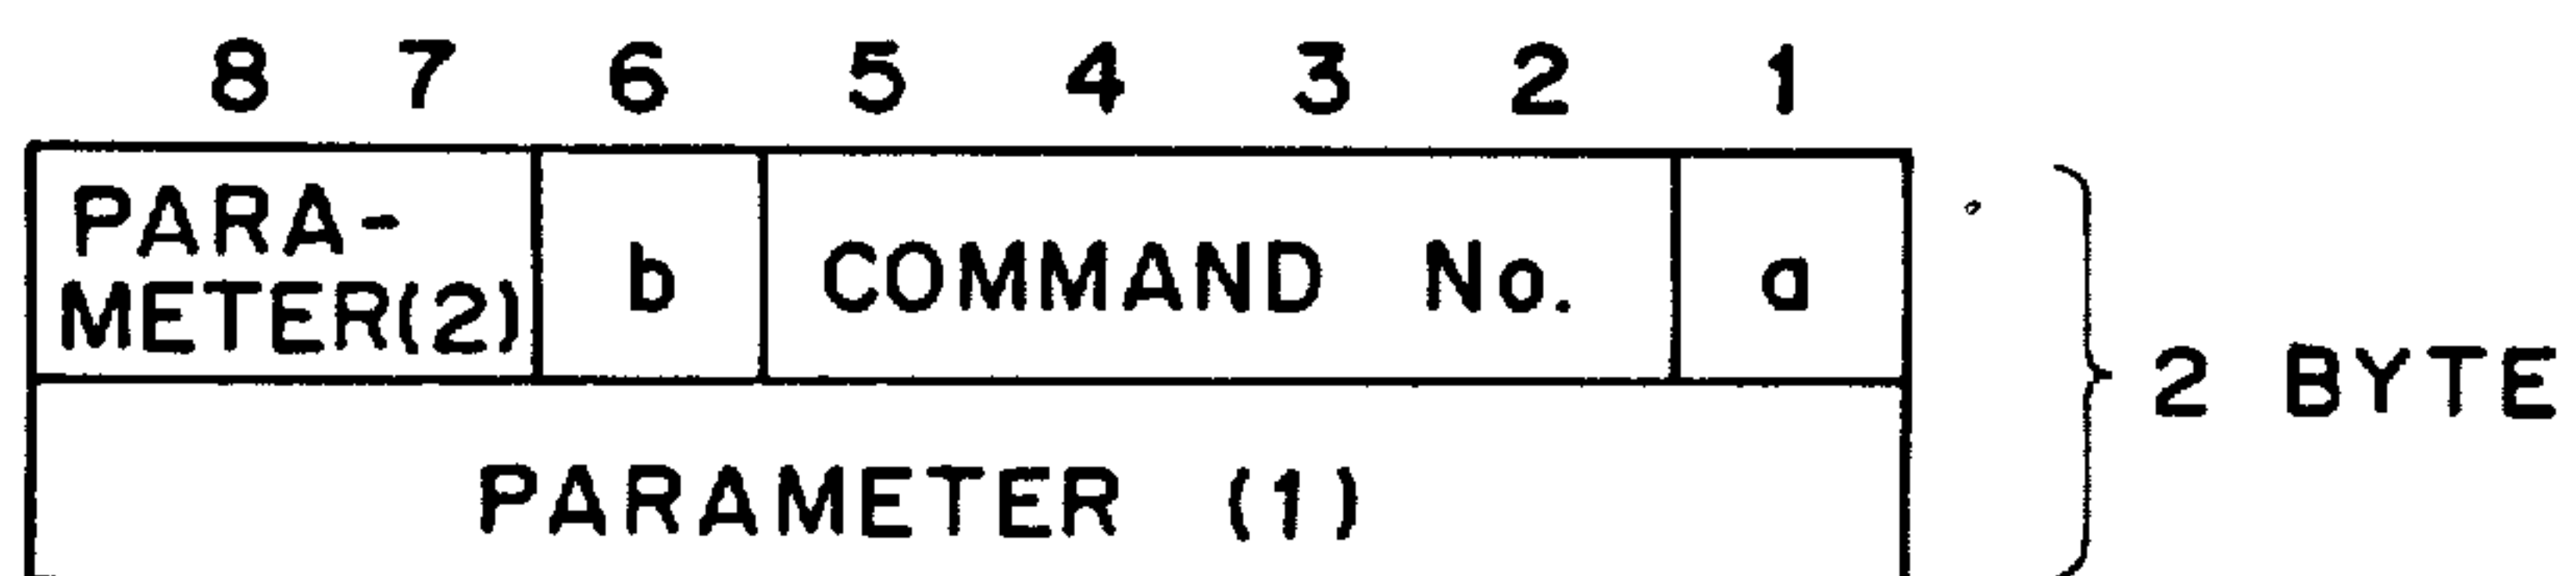 8 7 6 5 4 3 2 1
PARA-
METER(2) b COMMAND No. a
2 BYTE
PARAMETER (1)